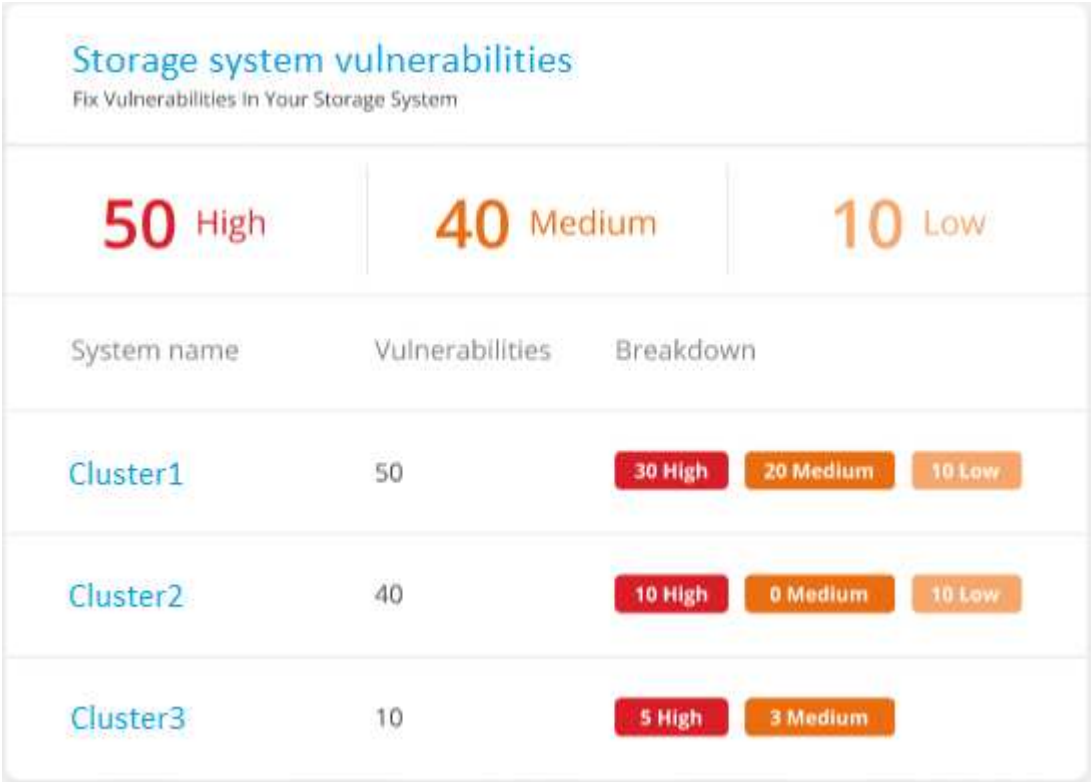 Storage system vulnerabilities
Fix Vulnerabilities In Your Storage System
50 High 40 Medium 10 Low
System name Vulnerabilities Breakdown
Cluster1 50 30 High 20 Medium 10 Low
Cluster2 40 10 High 0 Medium 10 Low
Cluster3 10 5 High 3 Medium